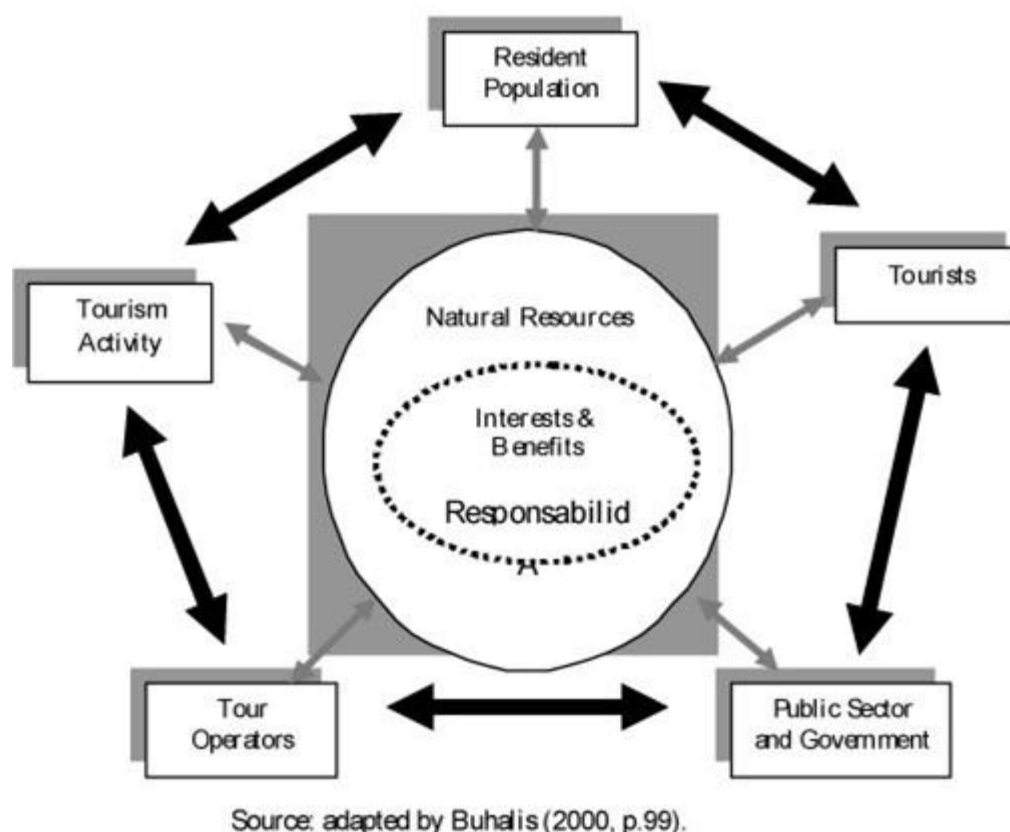 Resident
Population
Tourists
Tourism
Activity
Natural Resources
Interests &
Benefits
Responsabilid
A
Tour
Operators
Public Sector
and Government
Source: adapted by Buhalis (2000, p.99).